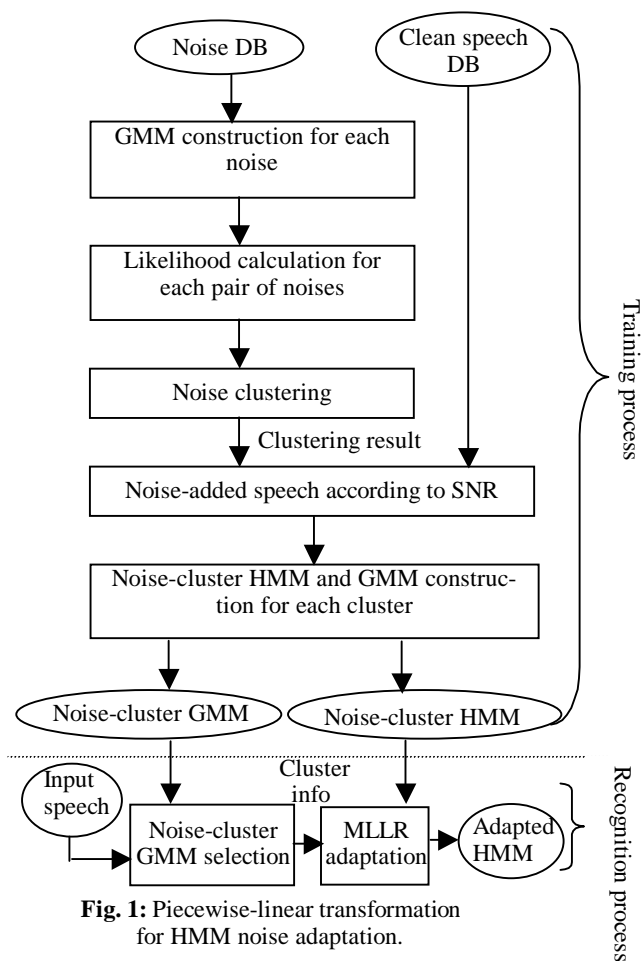 Noise DB
Clean speech
DB
GMM construction for each
noise
Likelihood calculation for
each pair of noises
Noise clustering
Clustering result
Noise-added speech according to SNR
Noise-cluster HMM and GMM construc-
tion for each cluster
Noise-cluster GMM
Noise-cluster HMM
Training process
Input
speech
Cluster
info
Noise-cluster
GMM selection
MLLR
adaptation
Adapted
HMM
Recognition process
Fig. 1: Piecewise-linear transformation
for HMM noise adaptation.